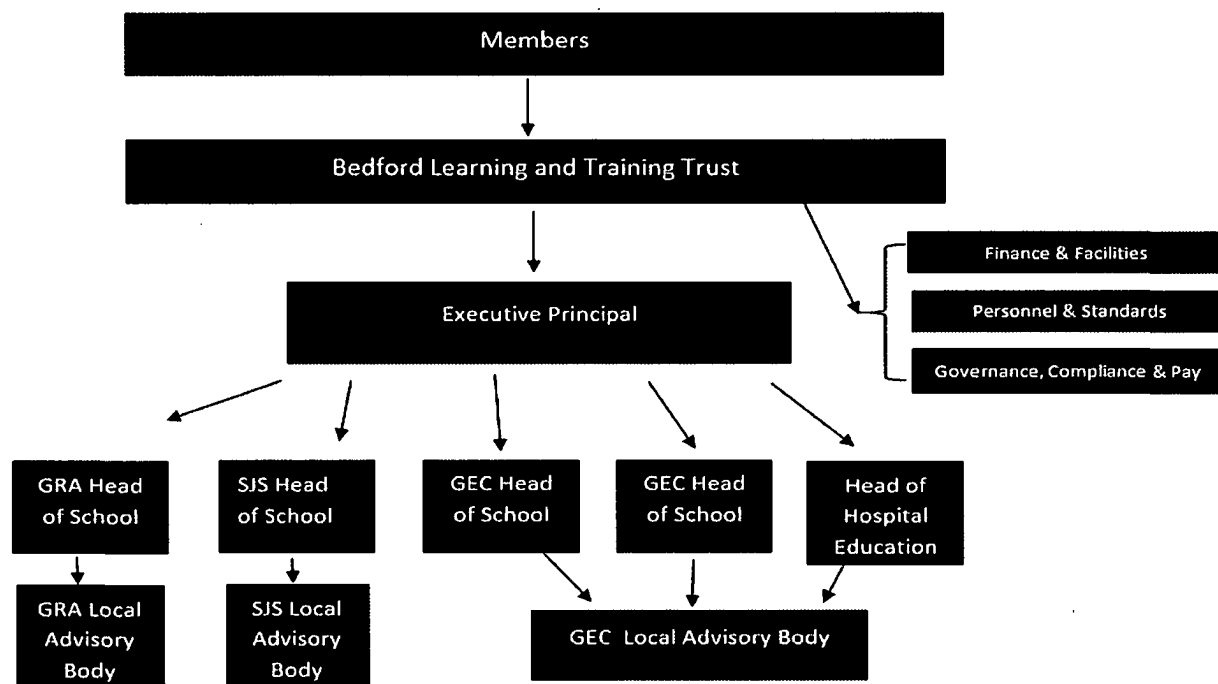 Members
Bedford Learning and Training Trust
Finance & Facilities
Executive Principal
Personnel & Standards
Governance, Compliance & Pay
GRA Head
of School
SJS Head
of School
GEC Head
of School
GEC Head
of School
Head of
Hospital
Education
GRA Local
Advisory
Body
SJS Local
Advisory
Body
GEC Local Advisory Body